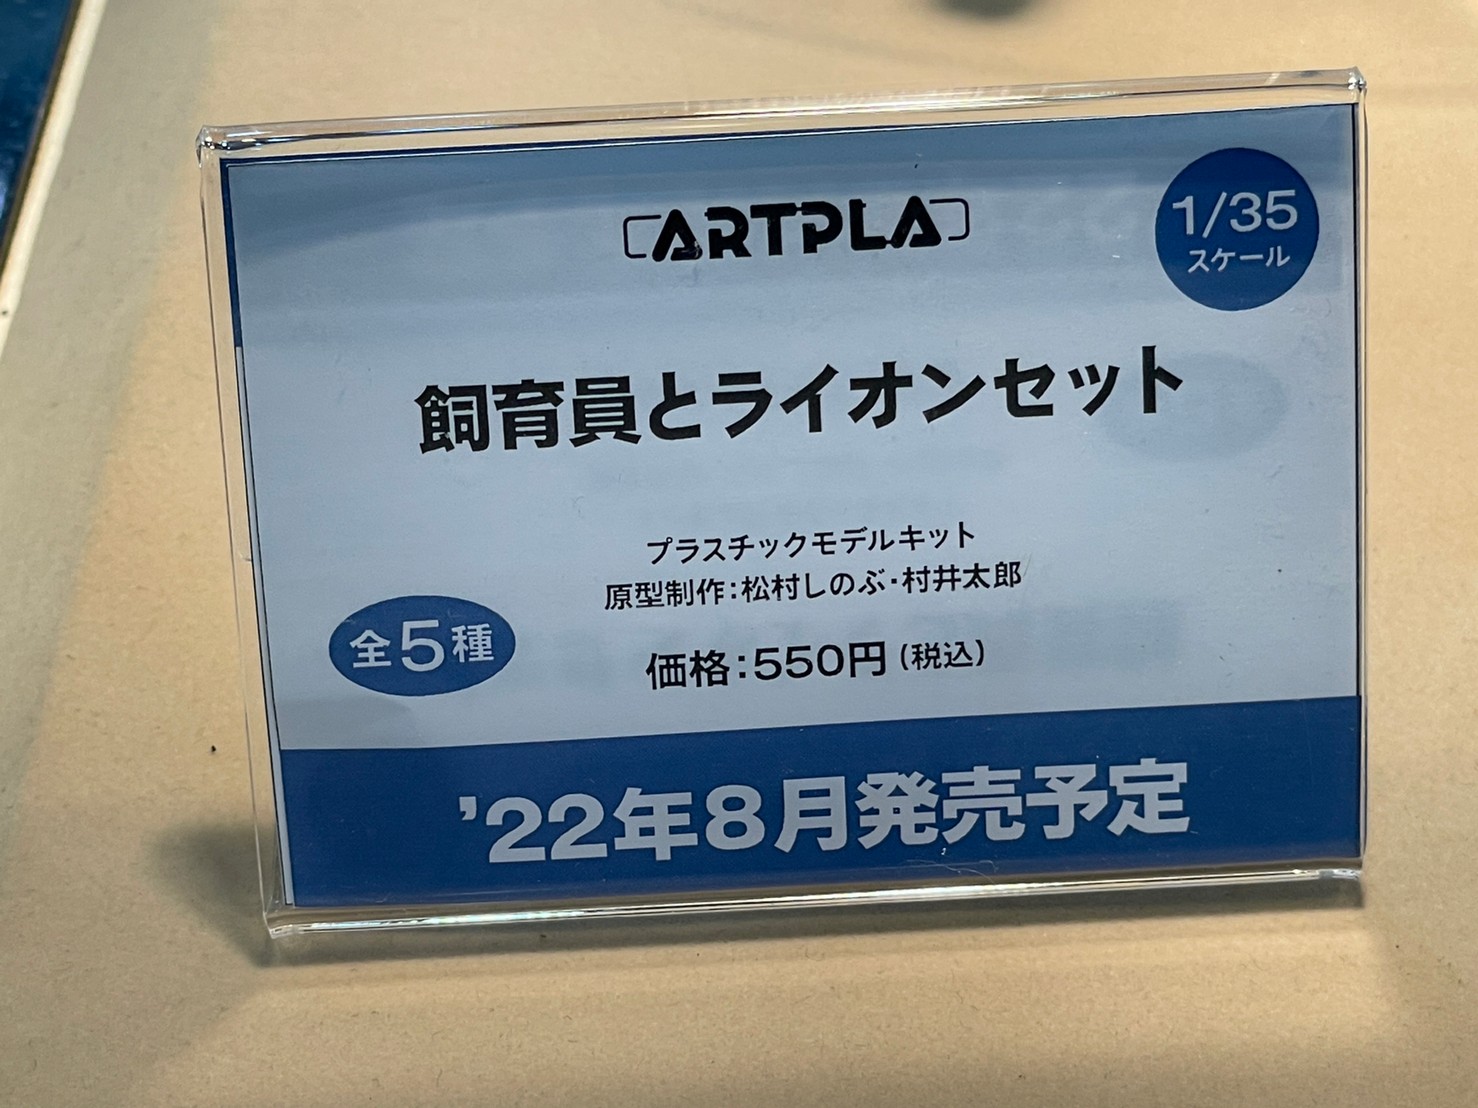 ARTPLA
1/35
スケール
飼育員とライオンセット
プラスチックモデルキット
原型制作：松村しのぶ・村井太郎
全5種
価格：550円（税込）
'22年8月発売予定